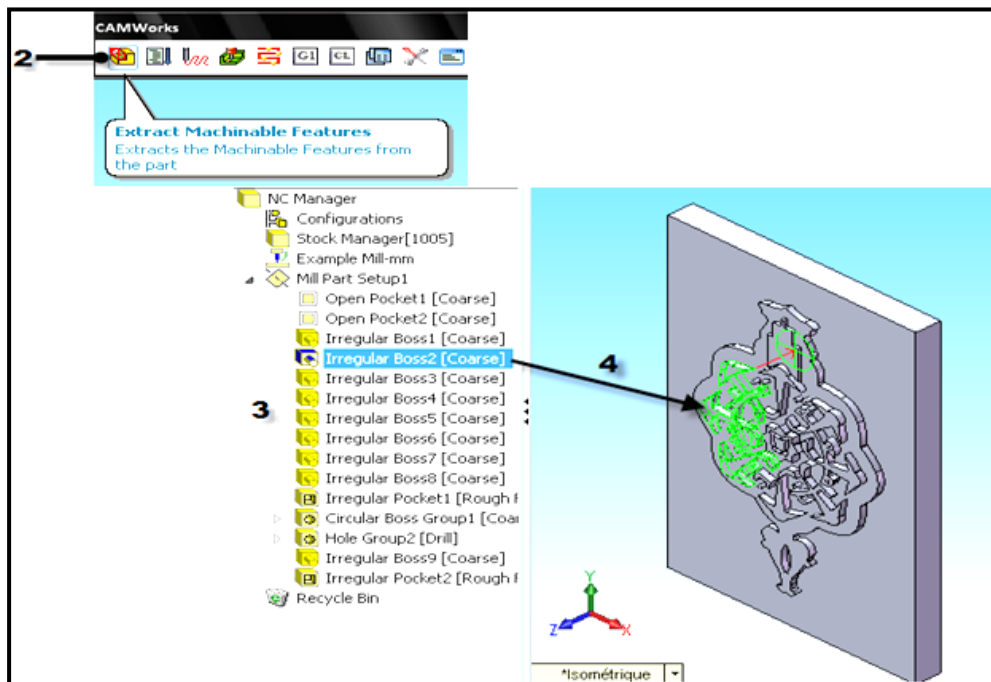 CAMWorks
2
G1
CL
Extract Machinable Features
Extracts the Machinable Features from
the part
NC Manager
Configurations
Stock Manager[1005]
Example Mill-mm
Mill Part Setup1
Open Pocket1 [Coarse]
Open Pocket2 [Coarse]
Irregular Boss1 [Coarse]
Irregular Boss2 [Coarse]
4
Irregular Boss3 [Coarse]
Irregular Boss4 [Coarse]
3
Irregular Boss5 [Coarse]
Irregular Boss6 [Coarse]
Irregular Boss7 [Coarse]
Irregular Boss8 [Coarse]
Irregular Pocket1 [Rough
Circular Boss Group1 [Coar
Hole Group2 [Drill]
Irregular Boss9 [Coarse]
Irregular Pocket2 [Rough
Recycle Bin
Y
Z
X
*Isométrique